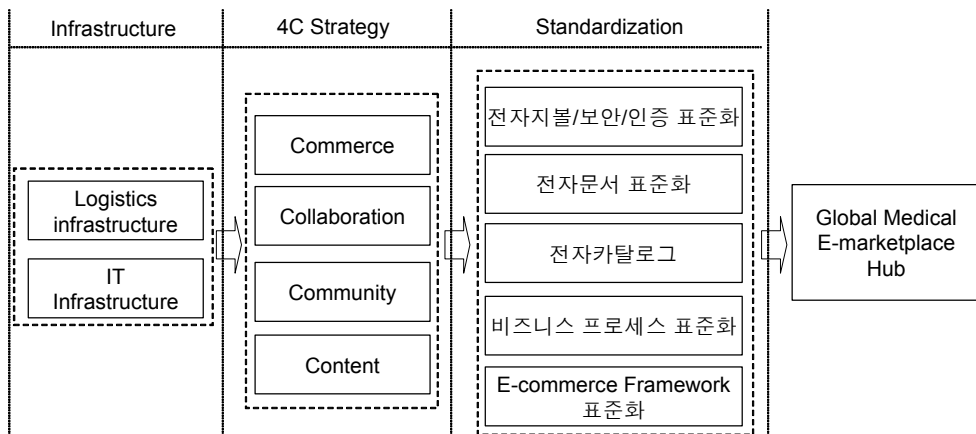 Infrastructure
4C Strategy
Standardization
Logistics
infrastructure
IT
Infrastructure
Commerce
Collaboration
Community
Content
전자지볼/보안/인증 표준화
전자문서 표준화
전자카탈로그
비즈니스 프로세스 표준화
E-commerce Framework
표준화
Global Medical
E-marketplace
Hub